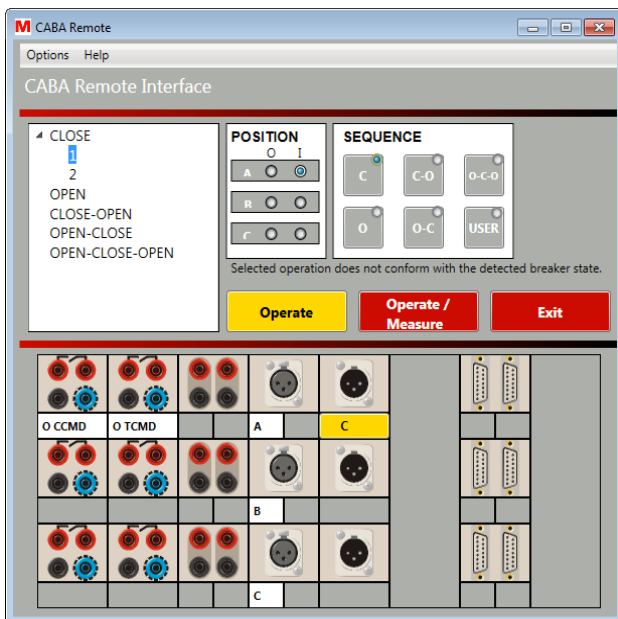 M CABA Remote
Options Help
CABA Remote Interface
CLOSE
1
2
OPEN
CLOSE-OPEN
OPEN-CLOSE
OPEN-CLOSE-OPEN
POSITION
O I
A
R
C
SEQUENCE
C C-O O-C-O
O O-C USER
Selected operation does not conform with the detected breaker state.
Operate
Operate /
Measure
Exit
O CCMD O TCMD A C
B
C